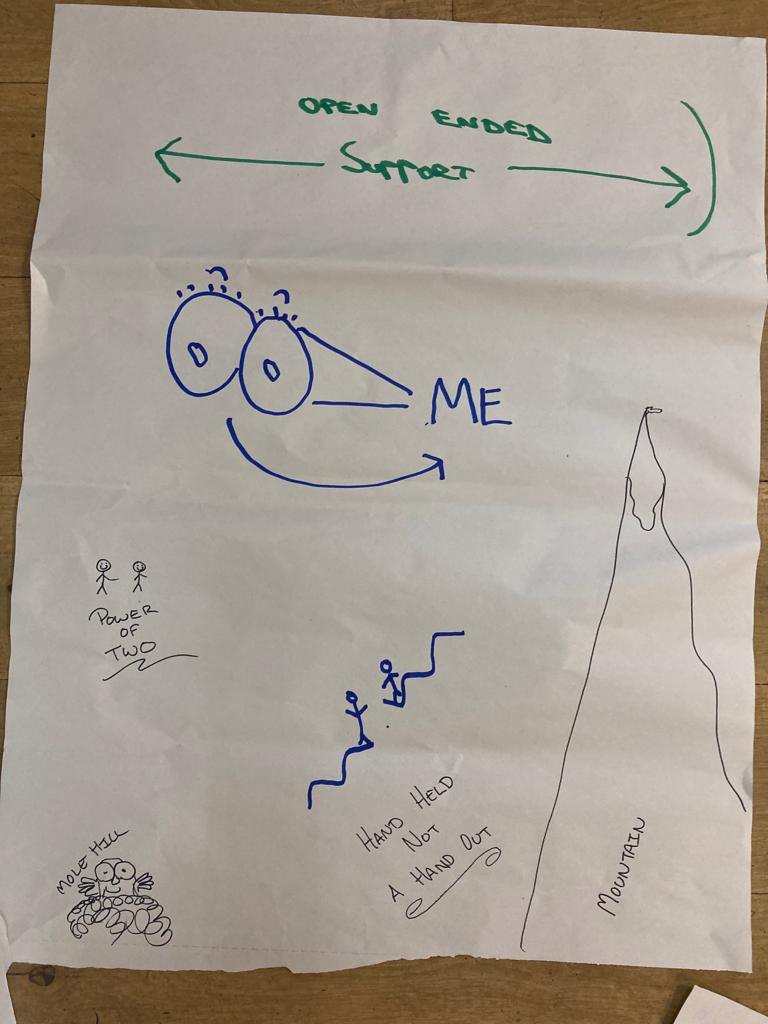 OPEN ENDED
SUPPORT
ME
POWER
OF
TWO
HAND HELD
NOT
A HAND OUT
MOLE HILL
MOUNTAIN